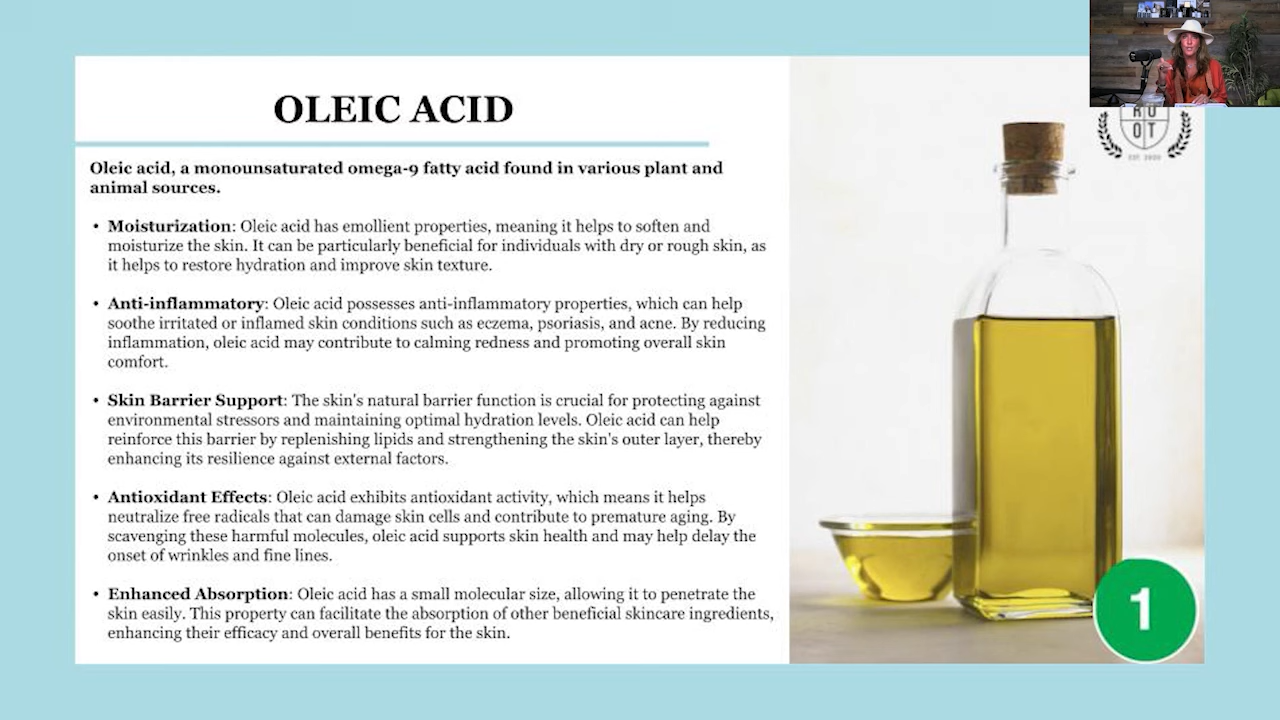 OLEIC ACID
Oleic acid, a monounsaturated omega-9 fatty acid found in various plant and
animal sources.
• Moisturization: Oleic acid has emollient properties, meaning it helps to soften and
moisturize the skin. It can be particularly beneficial for individuals with dry or rough skin, as
it helps to restore hydration and improve skin texture.
• Anti-inflammatory: Oleic acid possesses anti-inflammatory properties, which can help
soothe irritated or inflamed skin conditions such as eczema, psoriasis, and acne. By reducing
inflammation, oleic acid may contribute to calming redness and promoting overall skin
comfort.
• Skin Barrier Support: The skin's natural barrier function is crucial for protecting against
environmental stressors and maintaining optimal hydration levels. Oleic acid can help
reinforce this barrier by replenishing lipids and strengthening the skin's outer layer, thereby
enhancing its resilience against external factors.
• Antioxidant Effects: Oleic acid exhibits antioxidant activity, which means it helps
neutralize free radicals that can damage skin cells and contribute to premature aging. By
scavenging these harmful molecules, oleic acid supports skin health and may help delay the
onset of wrinkles and fine lines.
• Enhanced Absorption: Oleic acid has a small molecular size, allowing it to penetrate the
skin easily. This property can facilitate the absorption of other beneficial skincare ingredients,
enhancing their efficacy and overall benefits for the skin.
RO
OT
1